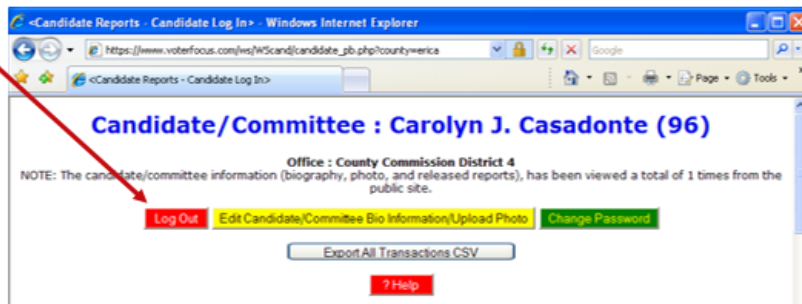 <Candidate Reports - Candidate Log In> - Windows Internet Explorer
https://www.voterfocus.com/ws/WScand/candidate_pb.php?county=erica
Google
<Candidate Reports - Candidate Log In>
Page
Tools
Candidate/Committee : Carolyn J. Casadonte (96)
Office : County Commission District 4
NOTE: The candidate/committee information (biography, photo, and released reports), has been viewed a total of 1 times from the
public site.
Log Out Edit Candidate/Committee Bio Information/Upload Photo Change Password
Export All Transactions CSV
? Help